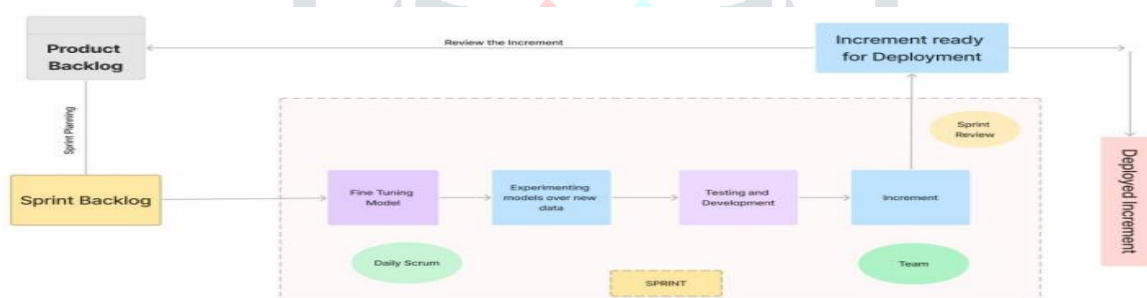 Product
Backlog
Review the Increment
Increment ready
for Deployment
Sprint Planning
Sprint
Review
Sprint Backlog
Fine Tuning
Model
Experimenting
models over new
data
Testing and
Development
Increment
Deployed Increment
Daily Scrum
Team
SPRINT